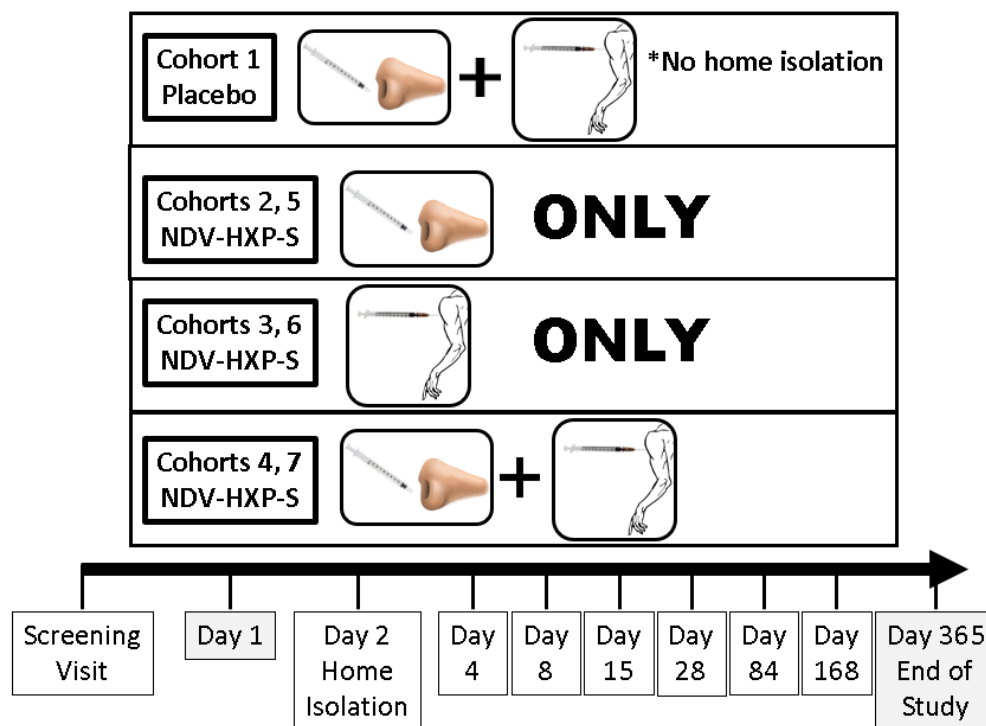 Cohort 1
Placebo
+
*No home isolation
Cohorts 2, 5
NDV-HXP-S
ONLY
Cohorts 3, 6
NDV-HXP-S
ONLY
Cohorts 4, 7
NDV-HXP-S
+
Screening
Visit
Day 1
Day 2
Home
Isolation
Day
4
Day
8
Day
15
Day
28
Day
84
Day
168
Day 365
End of
Study